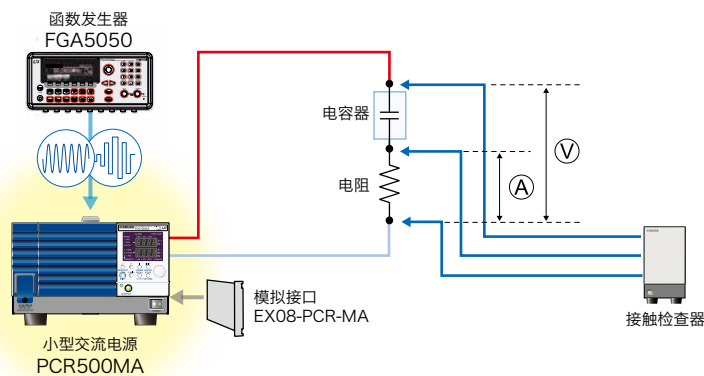 函数发生器
FGA5050
电容器
电阻
V
A
模拟接口
EX08-PCR-MA
接触检查器
小型交流电源
PCR500MA